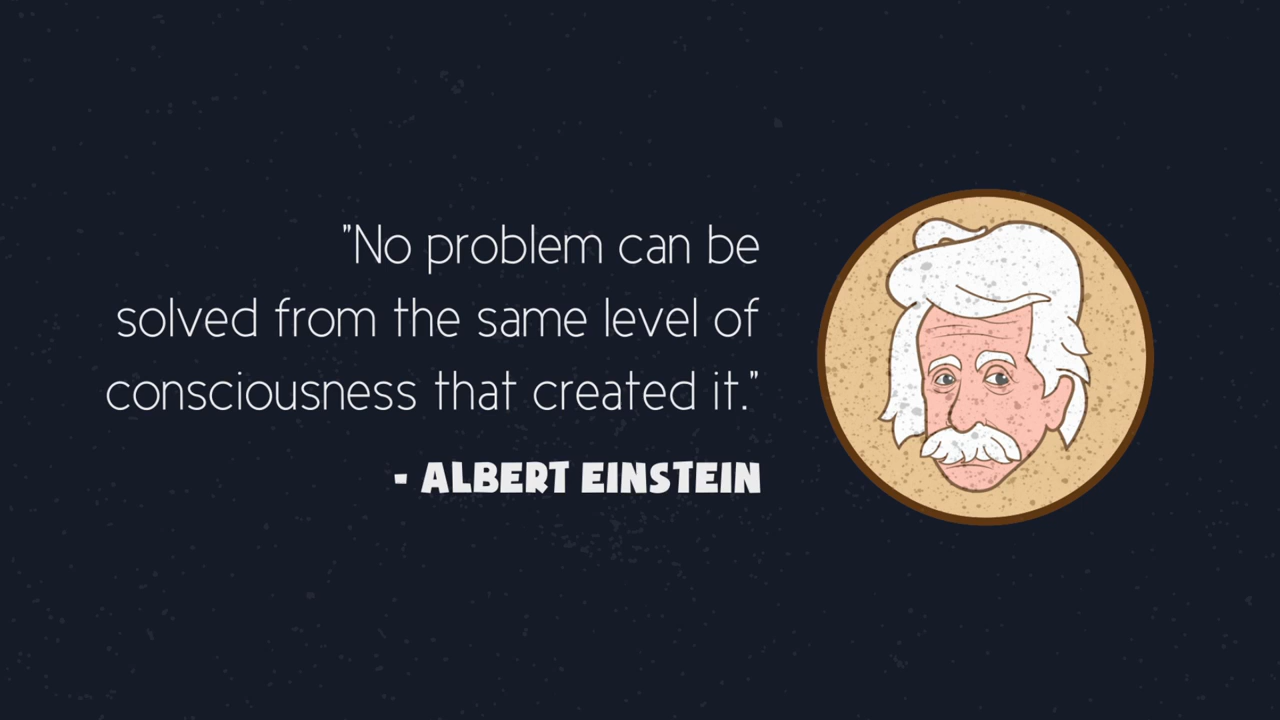 "No problem can be
solved from the same level of
consciousness that created it."
- ALBERT EINSTEIN